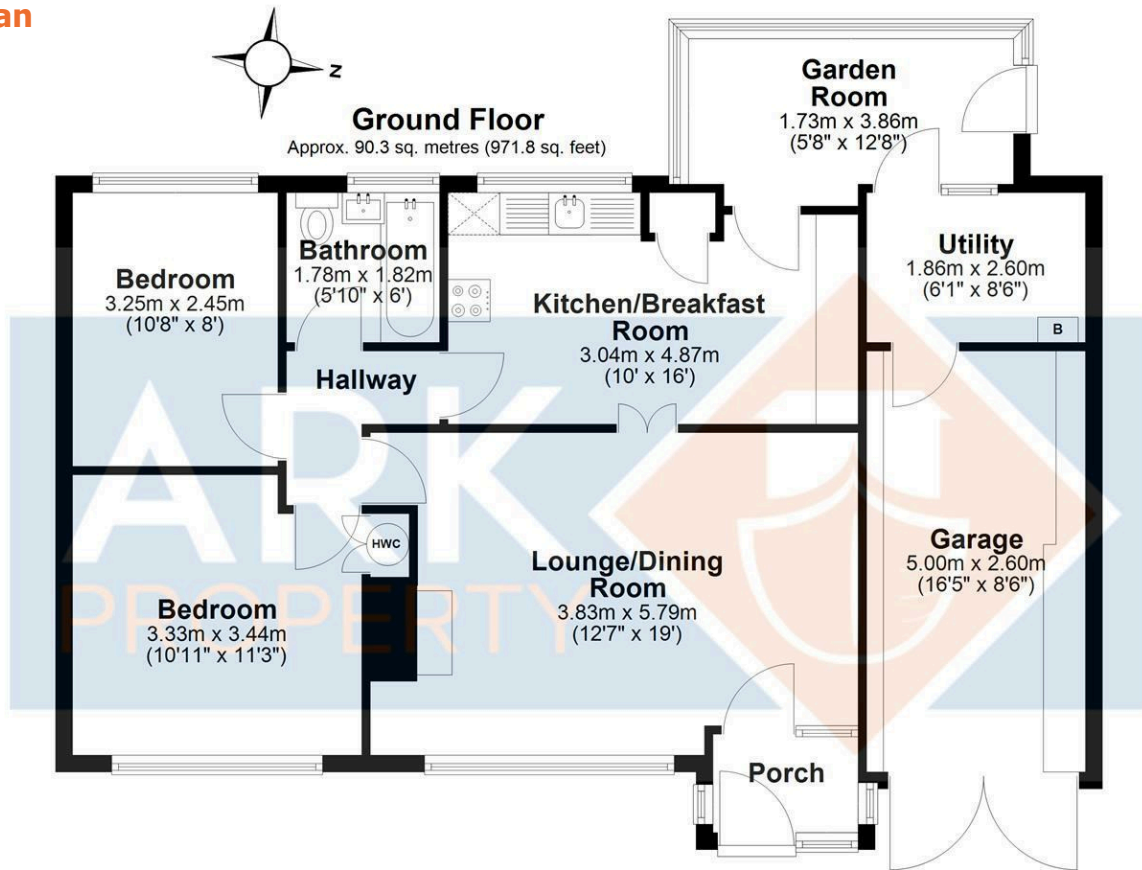 an
N
Ground Floor
Approx. 90.3 sq. metres (971.8 sq. feet)
Garden
Room
1.73m x 3.86m
(5'8" x 12'8")
Bedroom
3.25m x 2.45m
(10'8" x 8')
Bathroom
1.78m x 1.82m
(5'10" x 6')
Kitchen/Breakfast
Room
3.04m x 4.87m
(10' x 16')
Utility
1.86m x 2.60m
(6'1" x 8'6")
B
Hallway
HWC
Bedroom
3.33m x 3.44m
(10'11" x 11'3")
Lounge/Dining
Room
3.83m x 5.79m
(12'7" x 19')
Garage
5.00m x 2.60m
(16'5" x 8'6")
Porch
ARK
PROPERTY